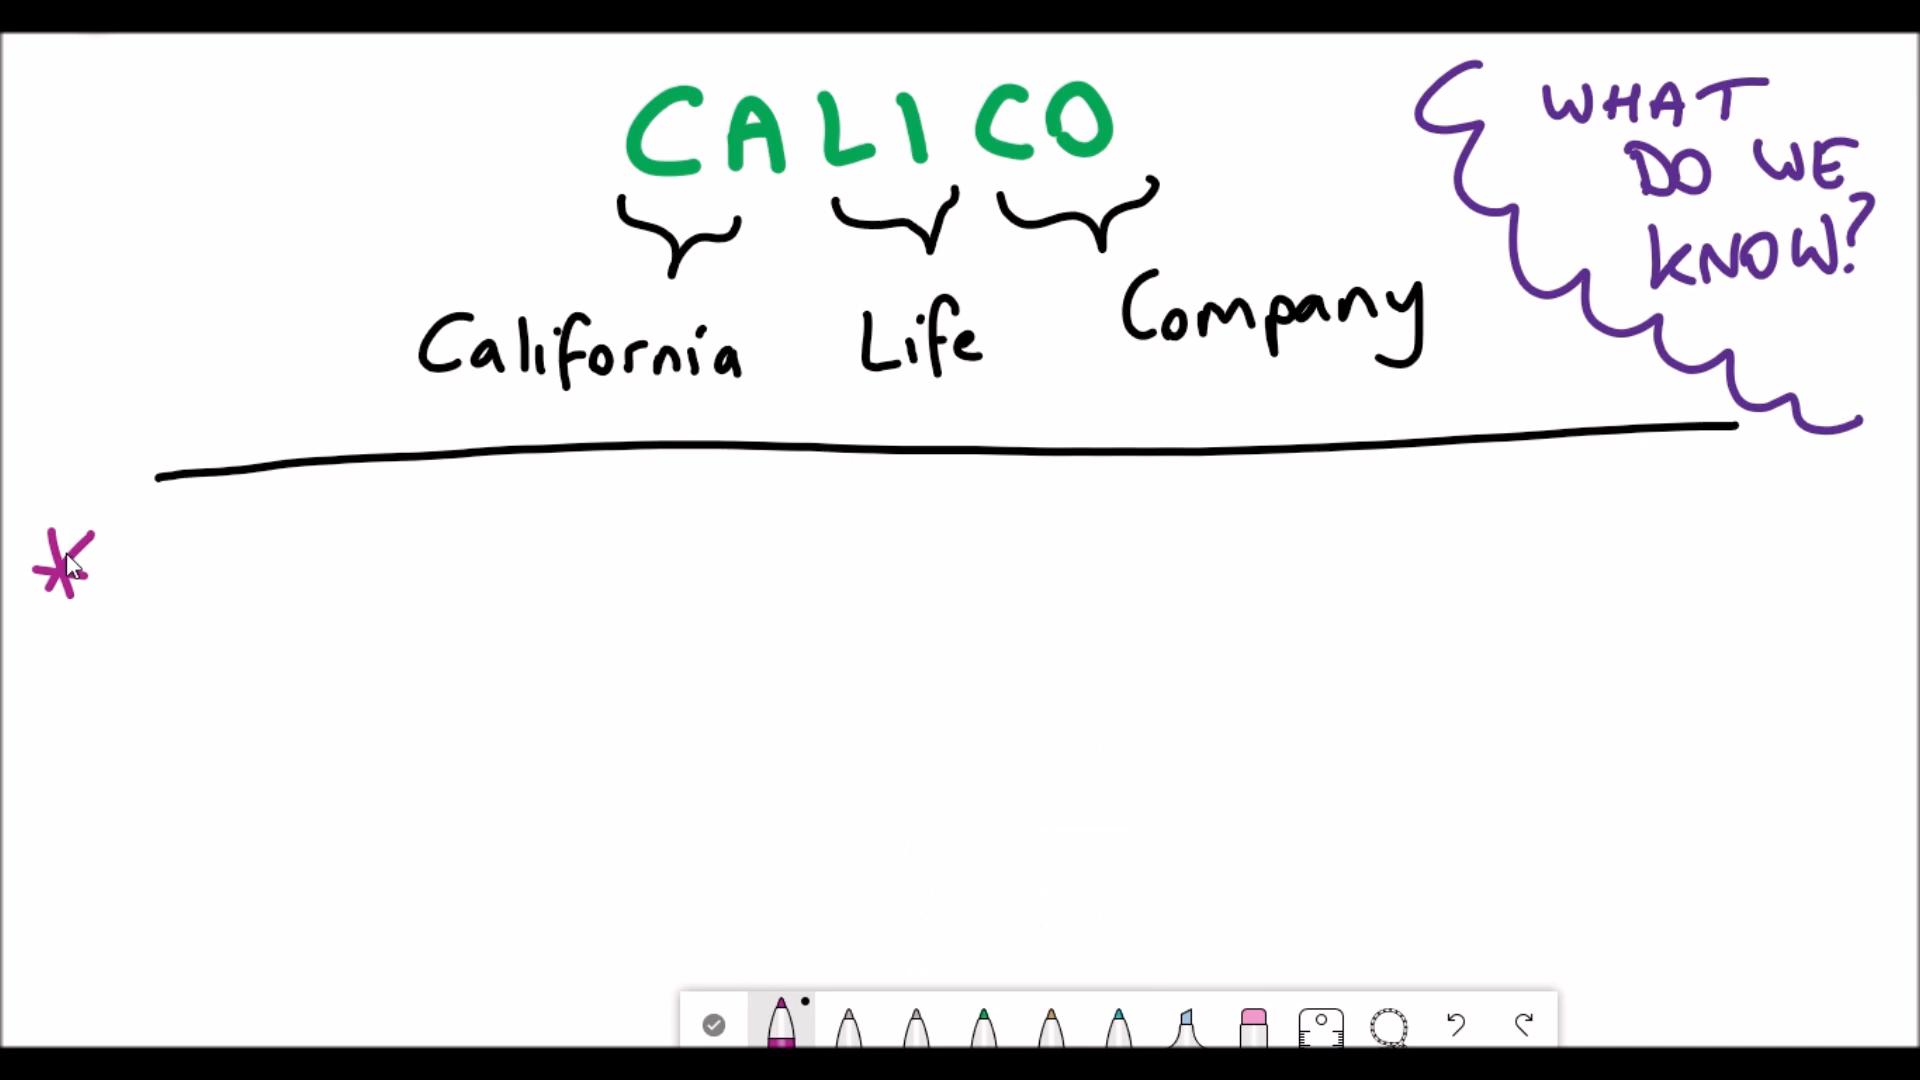 CALICO
California Life Company
WHAT
DO WE
KNOW?
*